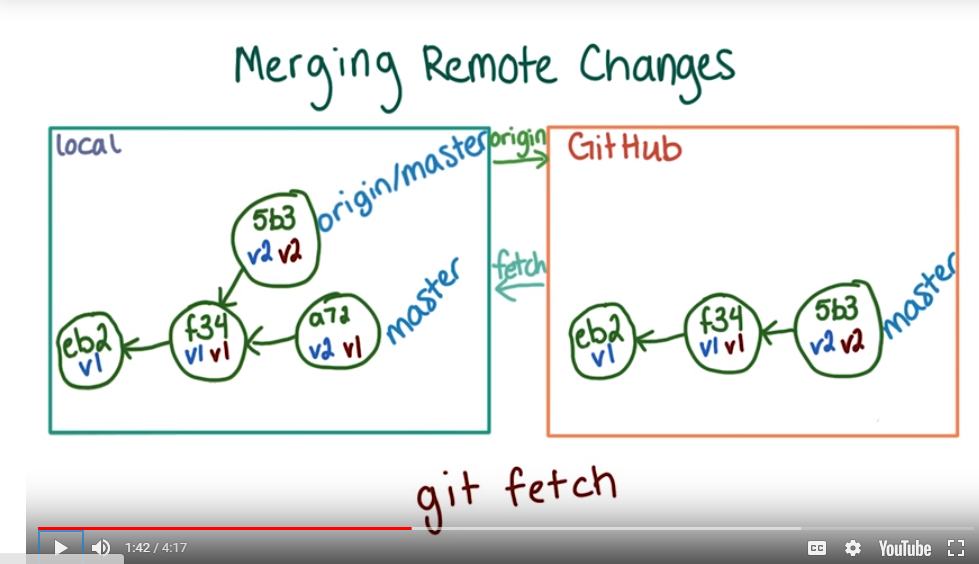 Merging Remote Changes
local
origin/master
origin
GitHub
5b3
v2 v2
fetch
master
master
eb2
v1
f34
v1 v1
a7d
v2 v1
eb2
v1
f34
v1 v1
5b3
v2 v2
git fetch
1:42 / 4:17
CC
YouTube